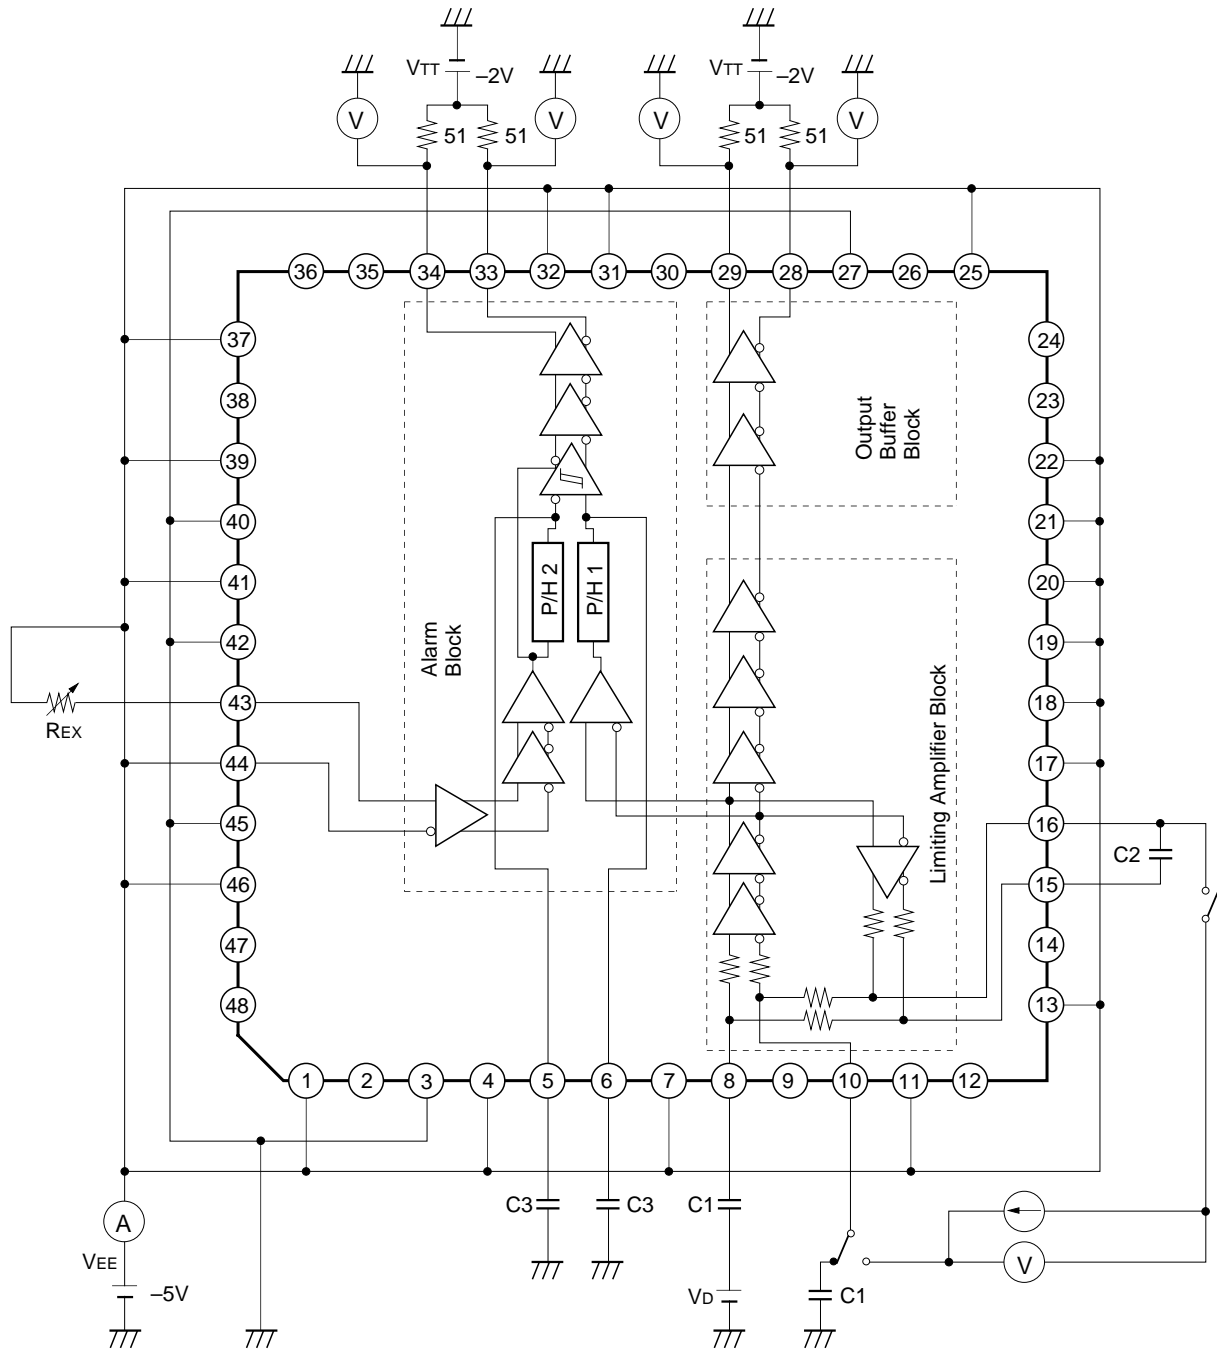 VTT
–2V
VTT
–2V
V
51
51
V
V
51
51
V
36
35
34
33
32
31
30
29
28
27
26
25
37
38
39
40
41
42
43
44
45
46
47
48
24
23
22
21
20
19
18
17
16
15
14
13
Output
Buffer
Block
P/H 2
P/H 1
Alarm
Block
Limiting Amplifier Block
REX
C2
1
2
3
4
5
6
7
8
9
10
11
12
C3
C3
C1
A
VEE
–5V
VD
C1
V